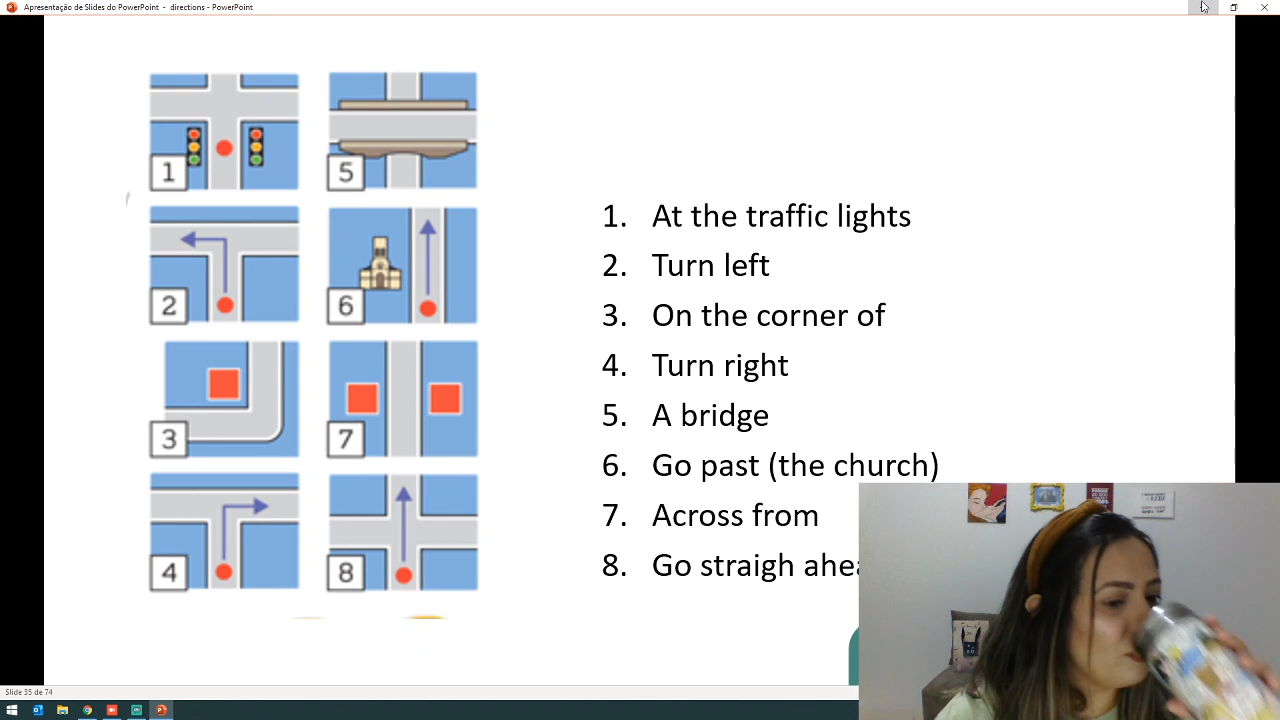 Apresentação de Slides do PowerPoint - directions - PowerPoint
1
5
2
6
3
7
4
8
1. At the traffic lights
2. Turn left
3. On the corner of
4. Turn right
5. A bridge
6. Go past (the church)
7. Across from
8. Go straigh ahea
Slide 35 de 74